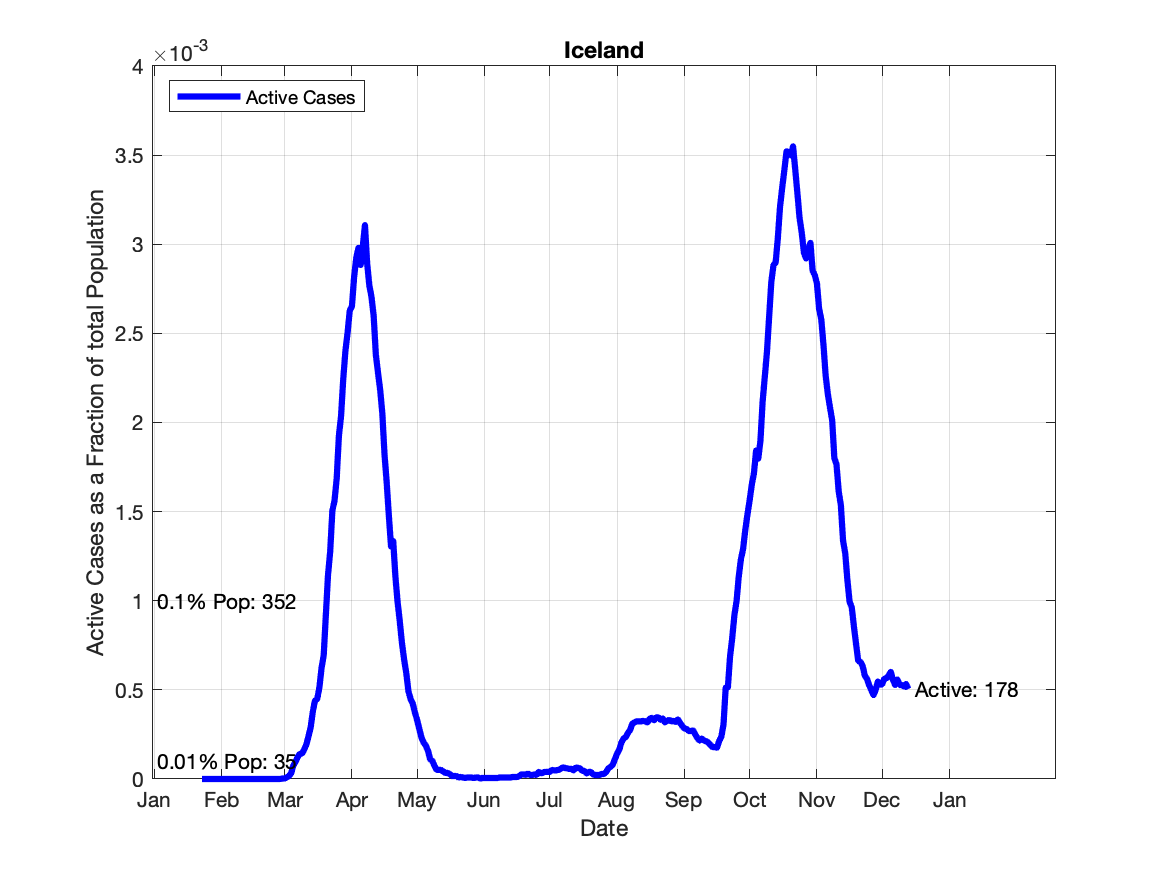 Iceland
×10-3
Active Cases
4
3.5
3
2.5
2
1.5
1
0.5
0
0.1% Pop: 352
0.01% Pop: 35
Active: 178
Active Cases as a Fraction of total Population
Jan Feb Mar Apr May Jun Jul Aug Sep Oct Nov Dec Jan
Date